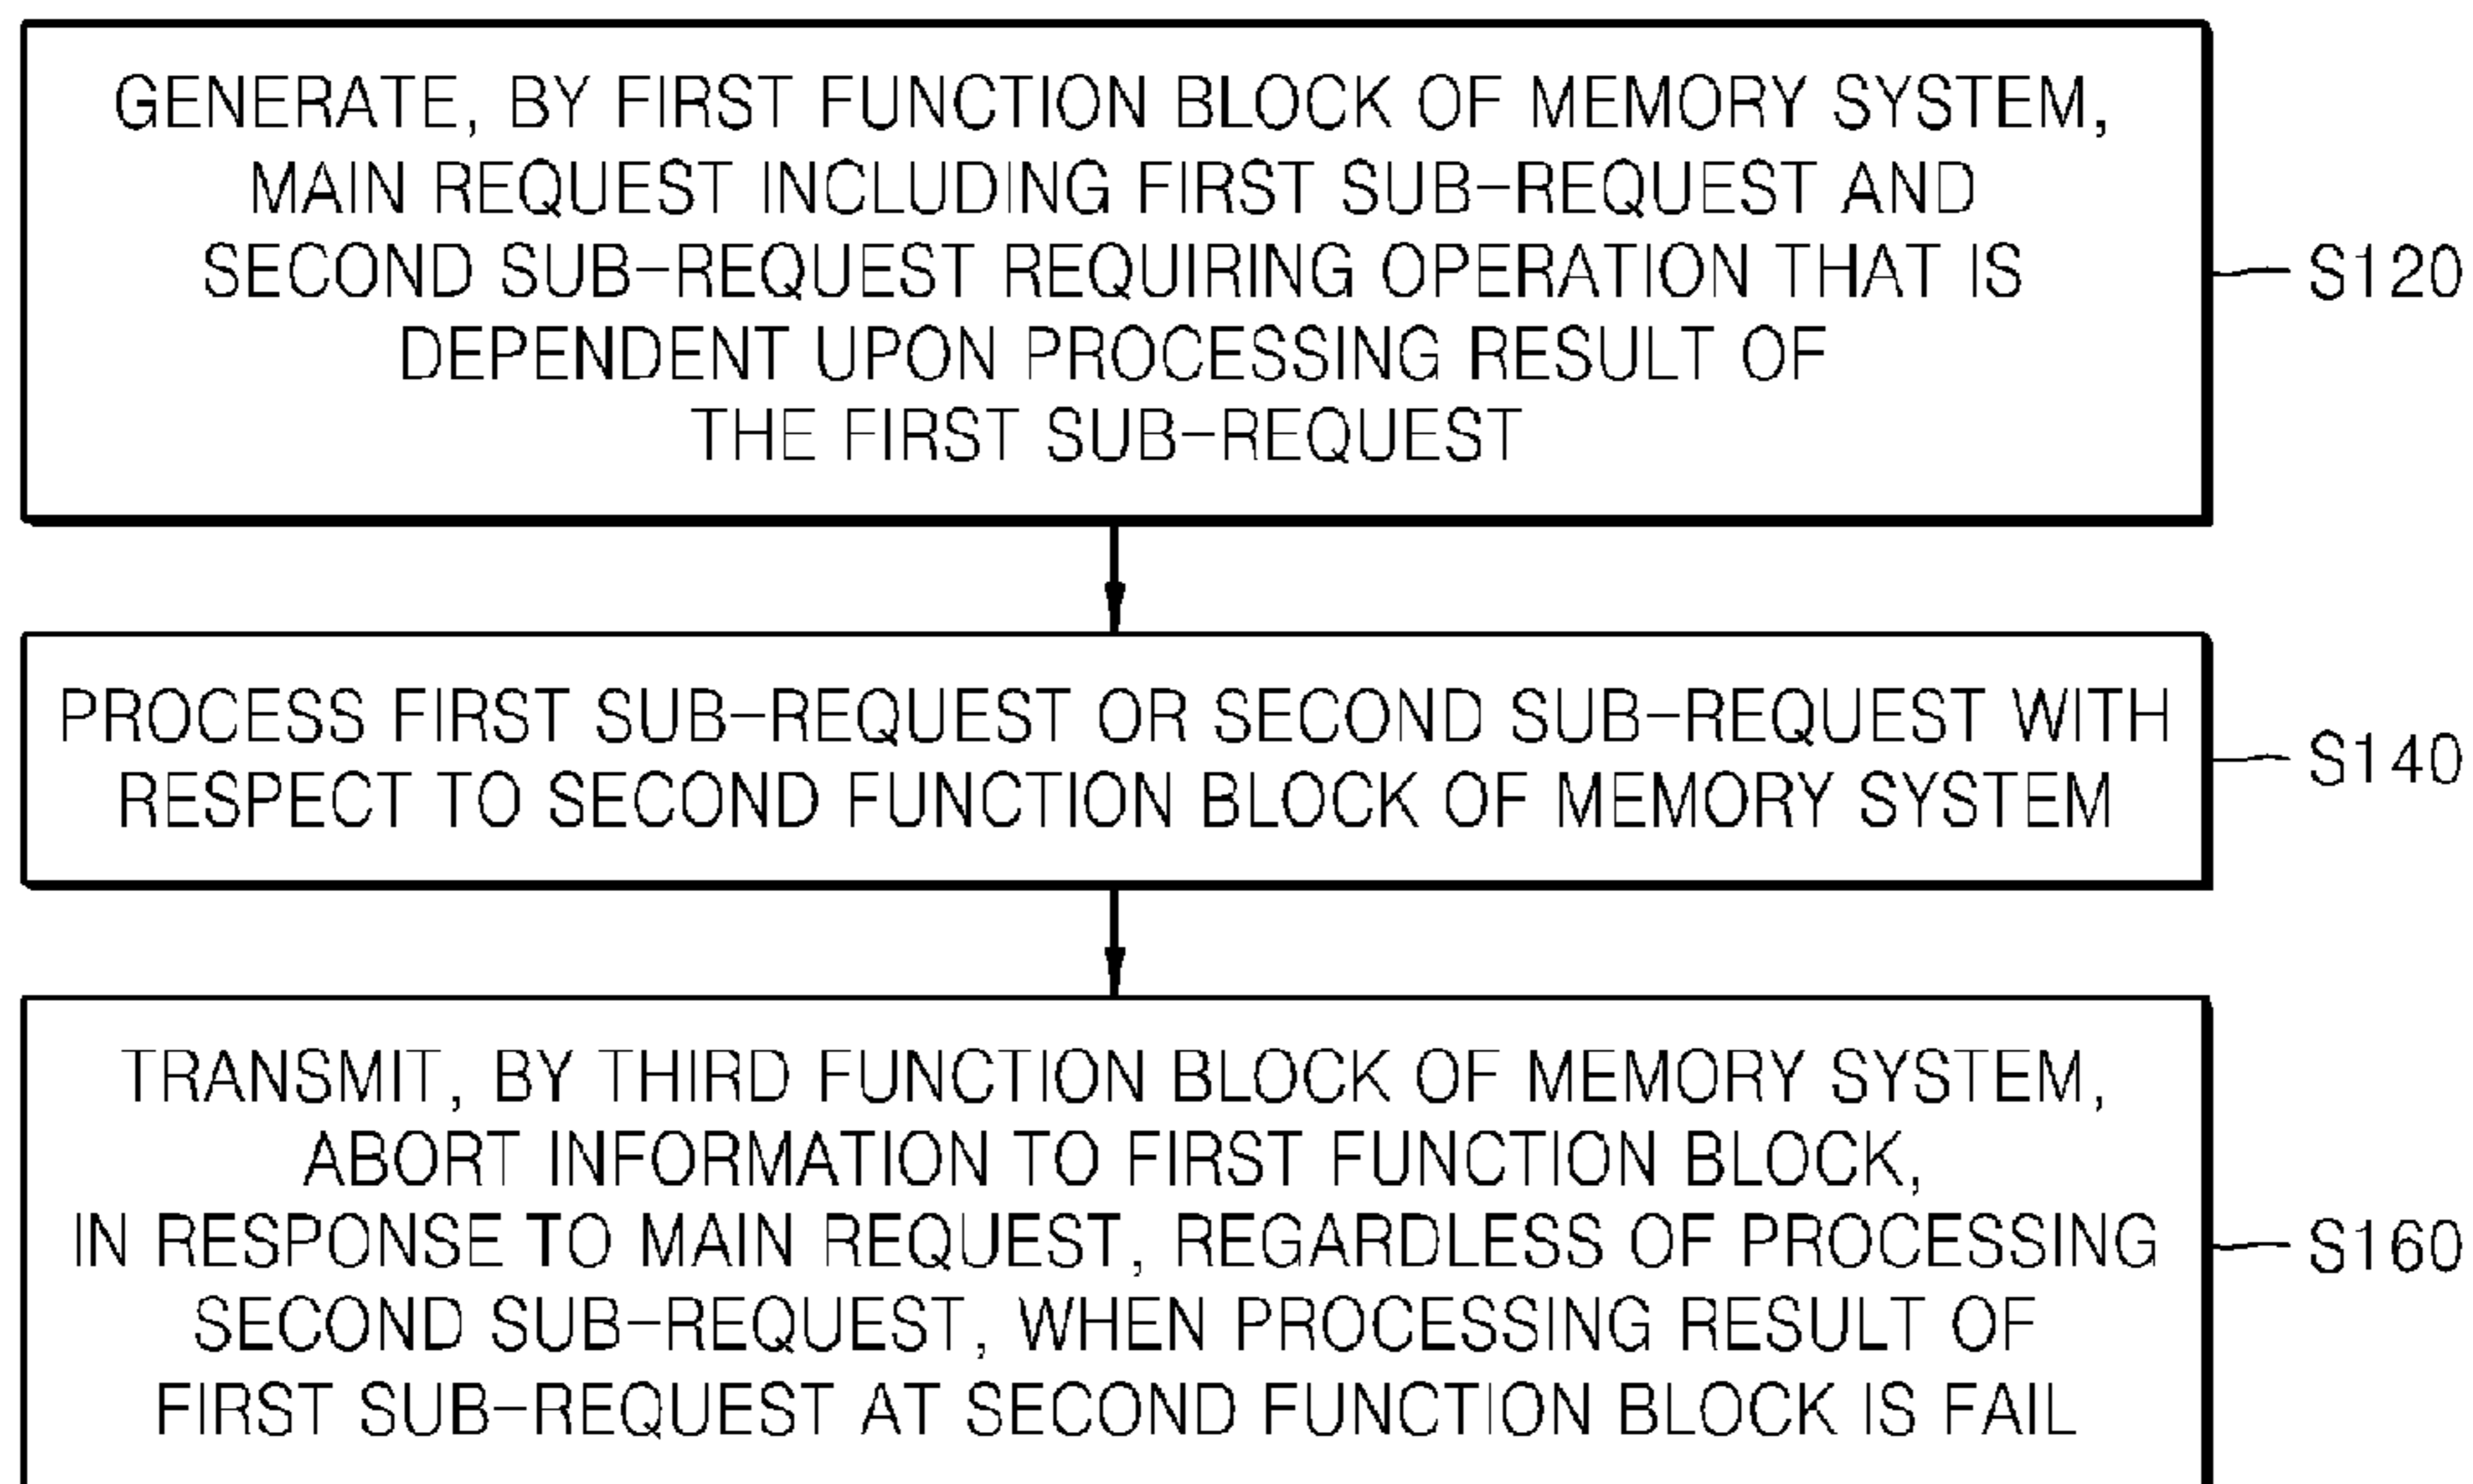 GENERATE, BY FIRST FUNCTION BLOCK OF MEMORY SYSTEM,
MAIN REQUEST INCLUDING FIRST SUB-REQUEST AND
SECOND SUB-REQUEST REQUIRING OPERATION THAT IS
DEPENDENT UPON PROCESSING RESULT OF
THE FIRST SUB-REQUEST
S120
PROCESS FIRST SUB-REQUEST OR SECOND SUB-REQUEST WITH
RESPECT TO SECOND FUNCTION BLOCK OF MEMORY SYSTEM
S140
TRANSMIT, BY THIRD FUNCTION BLOCK OF MEMORY SYSTEM,
ABORT INFORMATION TO FIRST FUNCTION BLOCK,
IN RESPONSE TO MAIN REQUEST, REGARDLESS OF PROCESSING
SECOND SUB-REQUEST, WHEN PROCESSING RESULT OF
FIRST SUB-REQUEST AT SECOND FUNCTION BLOCK IS FAIL
S160